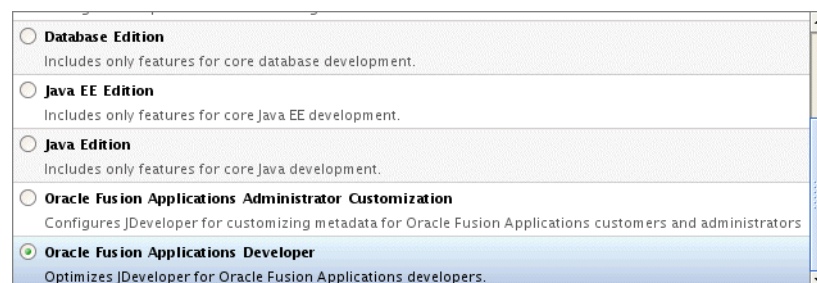 Database Edition
Includes only features for core database development.
Java EE Edition
Includes only features for core Java EE development.
Java Edition
Includes only features for core Java development.
Oracle Fusion Applications Administrator Customization
Configures JDeveloper for customizing metadata for Oracle Fusion Applications customers and administrators
Oracle Fusion Applications Developer
Optimizes JDeveloper for Oracle Fusion Applications developers.